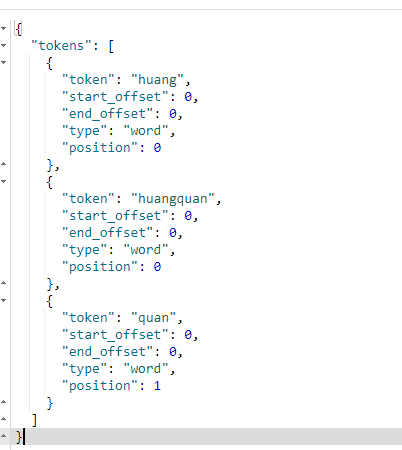 {
"tokens": [
{
"token": "huang",
"start_offset": 0,
"end_offset": 0,
"type": "word",
"position": 0
},
{
"token": "huangquan",
"start_offset": 0,
"end_offset": 0,
"type": "word",
"position": 0
},
{
"token": "quan",
"start_offset": 0,
"end_offset": 0,
"type": "word",
"position": 1
}
]
}